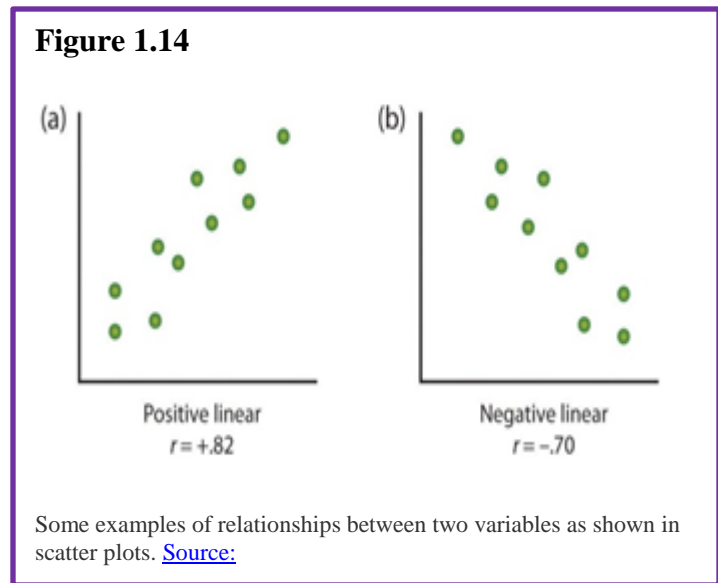 Figure 1.14
(a)
Positive linear
r = +.82
(b)
Negative linear
r = –.70
Some examples of relationships between two variables as shown in
scatter plots. Source: